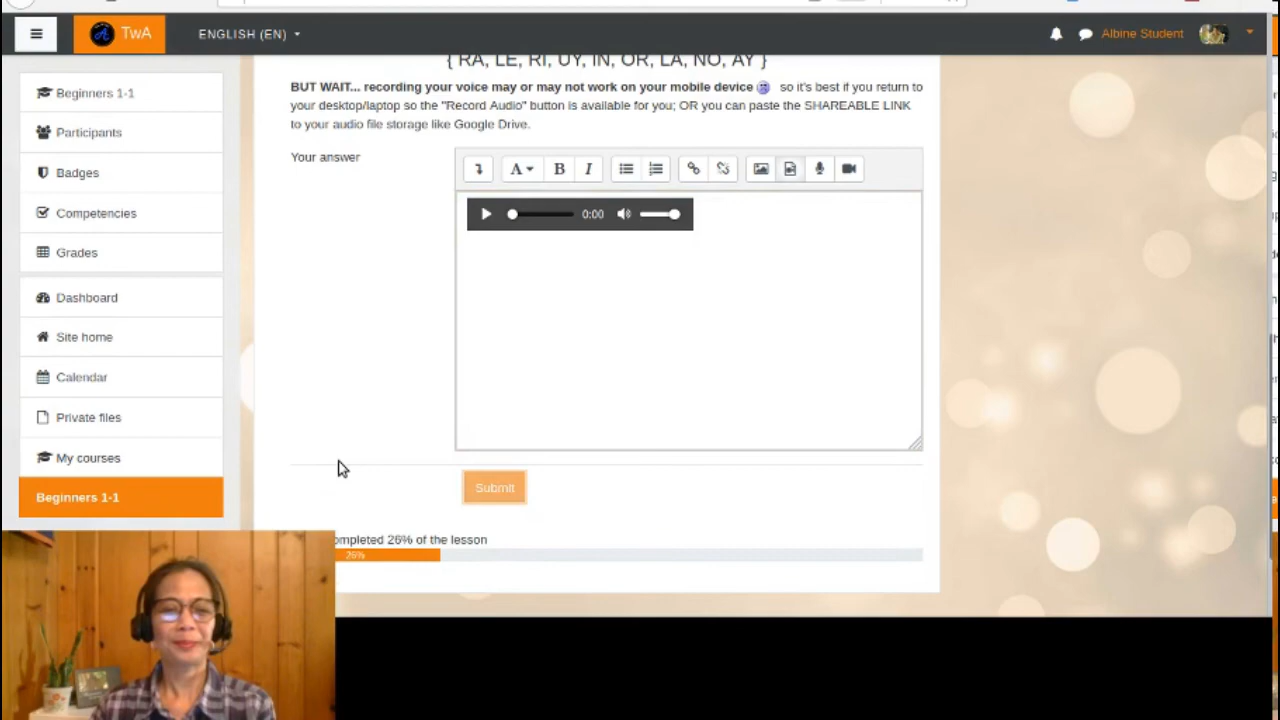 TwA
ENGLISH (EN)
Albine Student
Beginners 1-1
Participants
Badges
Competencies
Grades
Dashboard
Site home
Calendar
Private files
My courses
Beginners 1-1
{ RA, LE, RI, UY, IN, OR, LA, NO, AY }
BUT WAIT... recording your voice may or may not work on your mobile device so it's best if you return to
your desktop/laptop so the "Record Audio" button is available for you; OR you can paste the SHAREABLE LINK
to your audio file storage like Google Drive.
Your answer
A B I
0:00
Submit
ompleted 26% of the lesson
26%